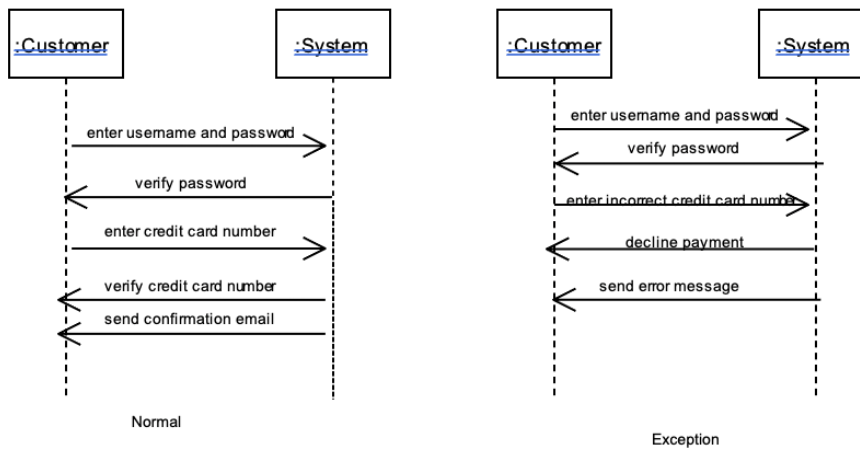 :Customer
:System
enter username and password
verify password
enter credit card number
verify credit card number
send confirmation email
Normal
:Customer
:System
enter username and password
verify password
enter incorrect credit card number
decline payment
send error message
Exception